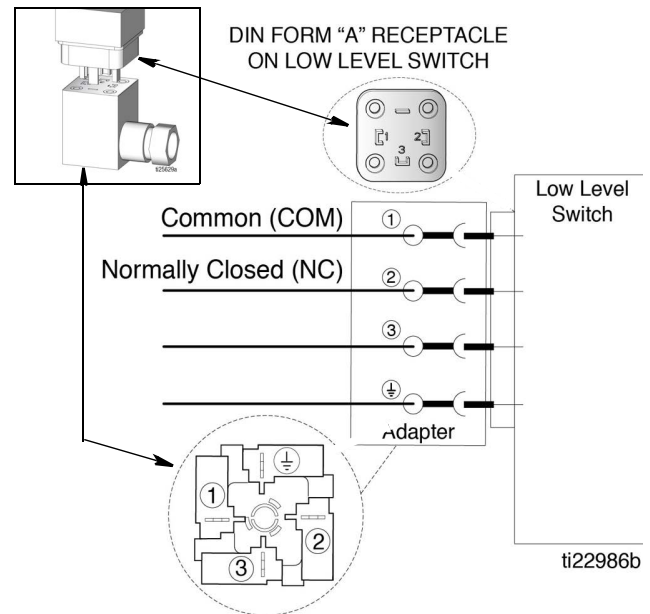 DIN FORM “A” RECEPTACLE
ON LOW LEVEL SWITCH
ti25629a
1
2
3
Low Level
Switch
Common (COM)
1
Normally Closed (NC)
2
3
Adapter
1
2
3
ti22986b